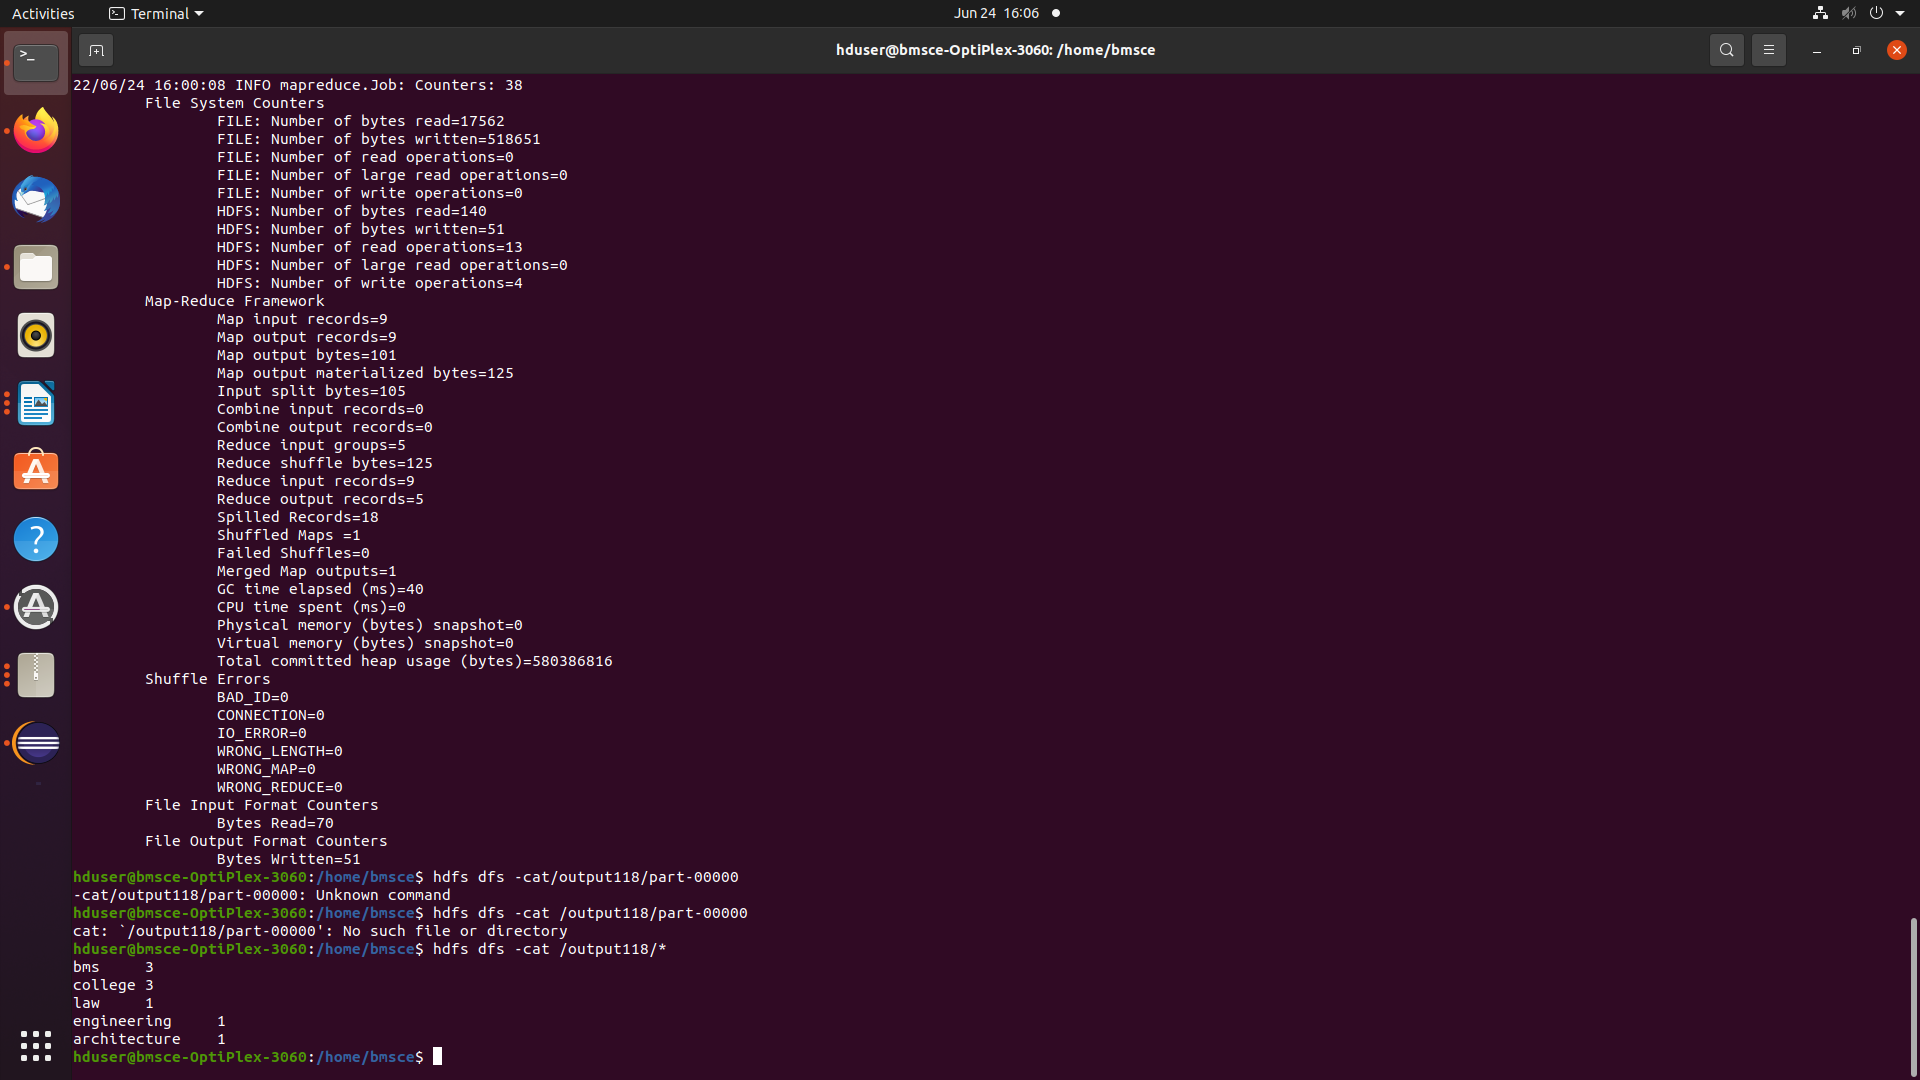 Activities Terminal Jun 24 16:06
hduser@bmsce-OptiPlex-3060: /home/bmsce
22/06/24 16:00:08 INFO mapreduce.Job: Counters: 38
File System Counters
FILE: Number of bytes read=17562
FILE: Number of bytes written=518651
FILE: Number of read operations=0
FILE: Number of large read operations=0
FILE: Number of write operations=0
HDFS: Number of bytes read=140
HDFS: Number of bytes written=51
HDFS: Number of read operations=13
HDFS: Number of large read operations=0
HDFS: Number of write operations=4
Map-Reduce Framework
Map input records=9
Map output records=9
Map output bytes=101
Map output materialized bytes=125
Input split bytes=105
Combine input records=0
Combine output records=0
Reduce input groups=5
Reduce shuffle bytes=125
Reduce input records=9
Reduce output records=5
Spilled Records=18
Shuffled Maps =1
Failed Shuffles=0
Merged Map outputs=1
GC time elapsed (ms)=40
CPU time spent (ms)=0
Physical memory (bytes) snapshot=0
Virtual memory (bytes) snapshot=0
Total committed heap usage (bytes)=580386816
Shuffle Errors
BAD_ID=0
CONNECTION=0
IO_ERROR=0
WRONG_LENGTH=0
WRONG_MAP=0
WRONG_REDUCE=0
File Input Format Counters
Bytes Read=70
File Output Format Counters
Bytes Written=51
hduser@bmsce-OptiPlex-3060:/home/bmsce$ hdfs dfs -cat/output118/part-00000
-cat/output118/part-00000: Unknown command
hduser@bmsce-OptiPlex-3060:/home/bmsce$ hdfs dfs -cat /output118/part-00000
cat: `/output118/part-00000': No such file or directory
hduser@bmsce-OptiPlex-3060:/home/bmsce$ hdfs dfs -cat /output118/*
bms 3
college 3
law 1
engineering 1
architecture 1
hduser@bmsce-OptiPlex-3060:/home/bmsce$